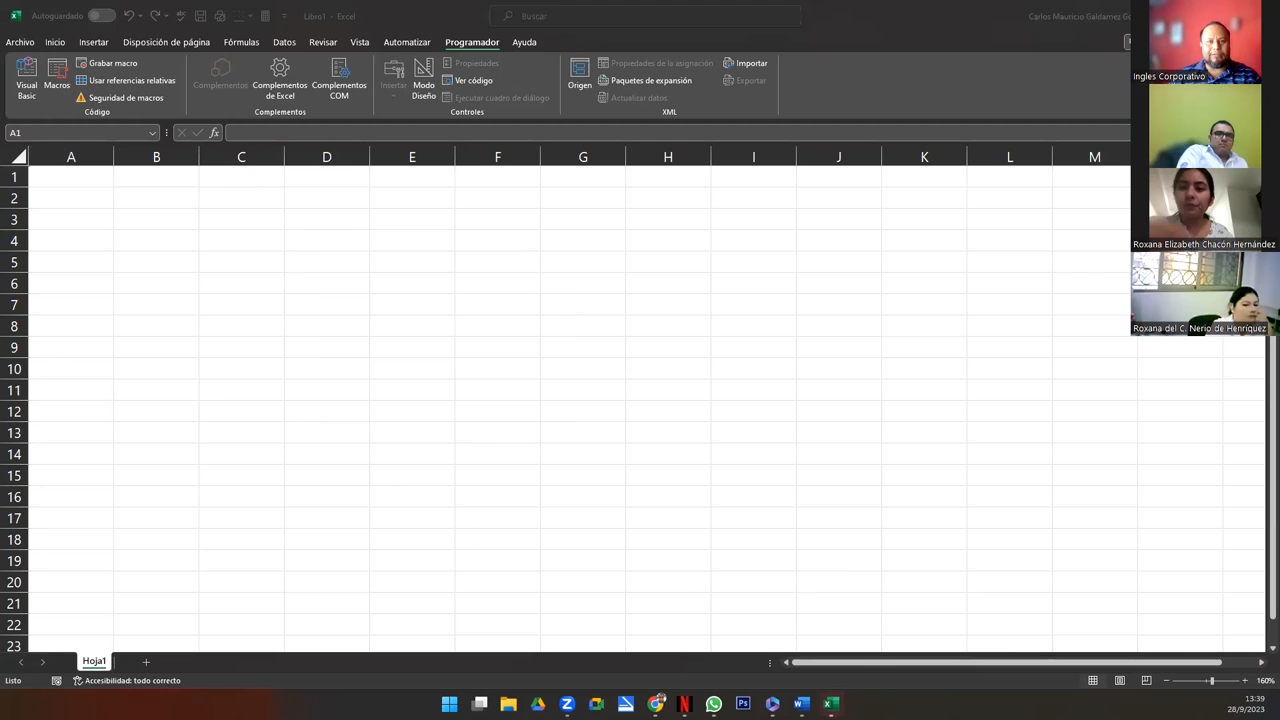 Autoguardado
Libro1 - Excel
Buscar
Carlos Mauricio Galdamez
Archivo Inicio Insertar Disposición de página Fórmulas Datos Revisar Vista Automatizar Programador Ayuda
Visual Basic
Macros
Grabar macro
Usar referencias relativas
Seguridad de macros
Código
Complementos
Complementos de Excel
Complementos COM
Complementos
Insertar
Modo Diseño
Propiedades
Ver código
Ejecutar cuadro de diálogo
Controles
Origen
Propiedades de la asignación
Paquetes de expansión
Actualizar datos
Importar
Exportar
XML
A1
fx
A B C D E F G H I J K L M
1
2
3
4
5
6
7
8
9
10
11
12
13
14
15
16
17
18
19
20
21
22
23
Ingles Corporativo
Roxana Elizabeth Chacón Hernández
Roxana del C. Nerio de Henríquez
Hoja1
Listo
Accesibilidad: todo correcto
160%
13:39
28/9/2023